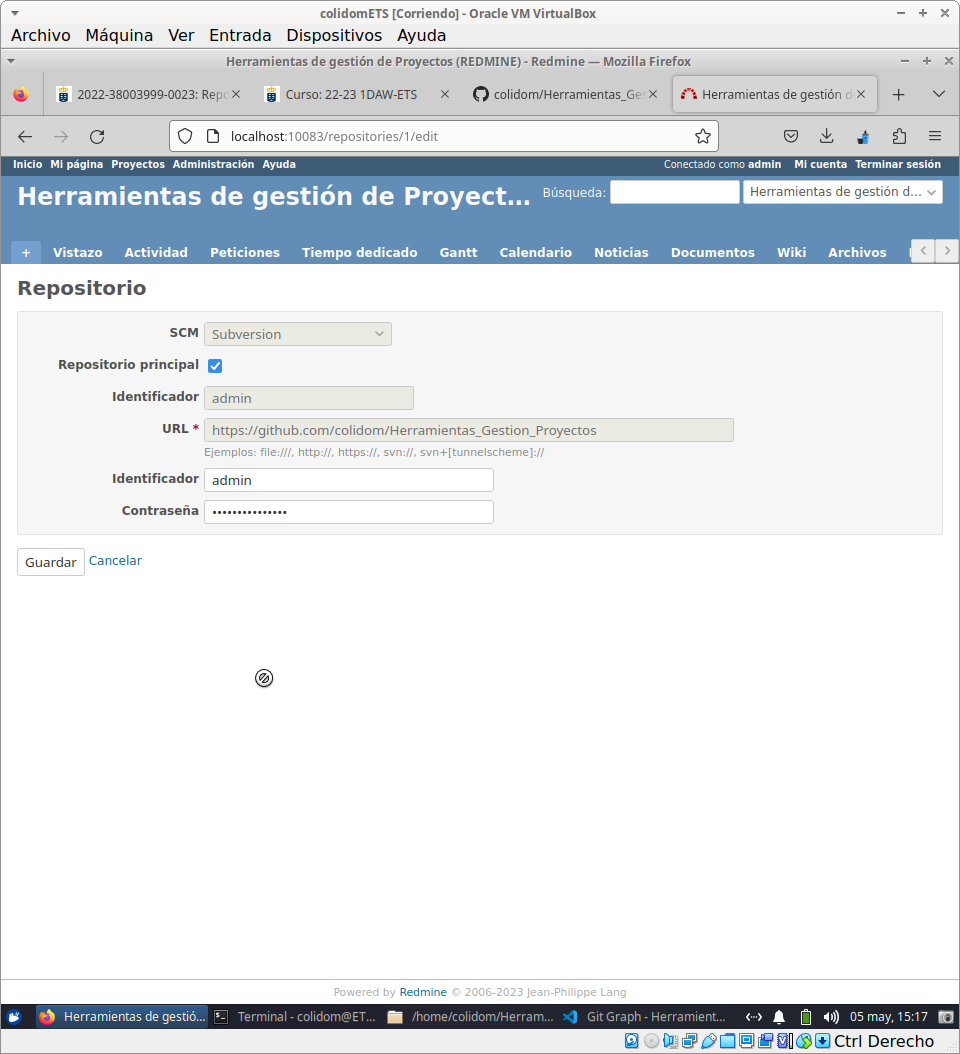 colidomETS [Corriendo] - Oracle VM VirtualBox
Archivo Máquina Ver Entrada Dispositivos Ayuda
Herramientas de gestión de Proyectos (REDMINE) - Redmine — Mozilla Firefox
2022-38003999-0023: Repo
Curso: 22-23 1DAW-ETS
colidom/Herramientas_Ges
Herramientas de gestión d
localhost:10083/repositories/1/edit
Inicio Mi página Proyectos Administración Ayuda
Conectado como admin Mi cuenta Terminar sesión
Herramientas de gestión de Proyect...
Búsqueda:
Herramientas de gestión d...
+ Vistazo Actividad Peticiones Tiempo dedicado Gantt Calendario Noticias Documentos Wiki Archivos
Repositorio
SCM Subversion
Repositorio principal
Identificador admin
URL * https://github.com/colidom/Herramientas_Gestion_Proyectos
Ejemplos: file:///, http://, https://, svn://, svn+[tunnelscheme]://
Identificador admin
Contraseña •••••••••••••••
Guardar Cancelar
Powered by Redmine © 2006-2023 Jean-Philippe Lang
Herramientas de gestió...
Terminal - colidom@ET...
/home/colidom/Herram...
Git Graph - Herramient...
05 may, 15:17
Ctrl Derecho